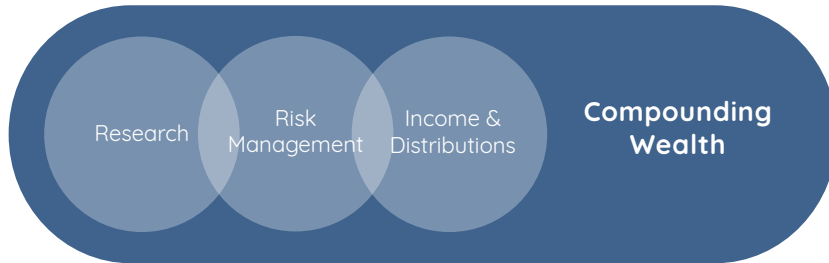 Research
Risk
Management
Income &
Distributions
Compounding
Wealth